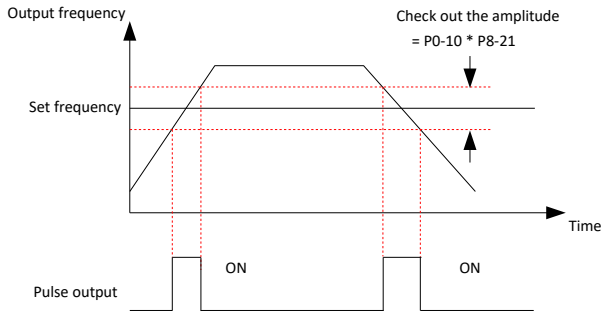 Output frequency
Check out the amplitude
= P0-10 * P8-21
Set frequency
Time
ON
ON
Pulse output